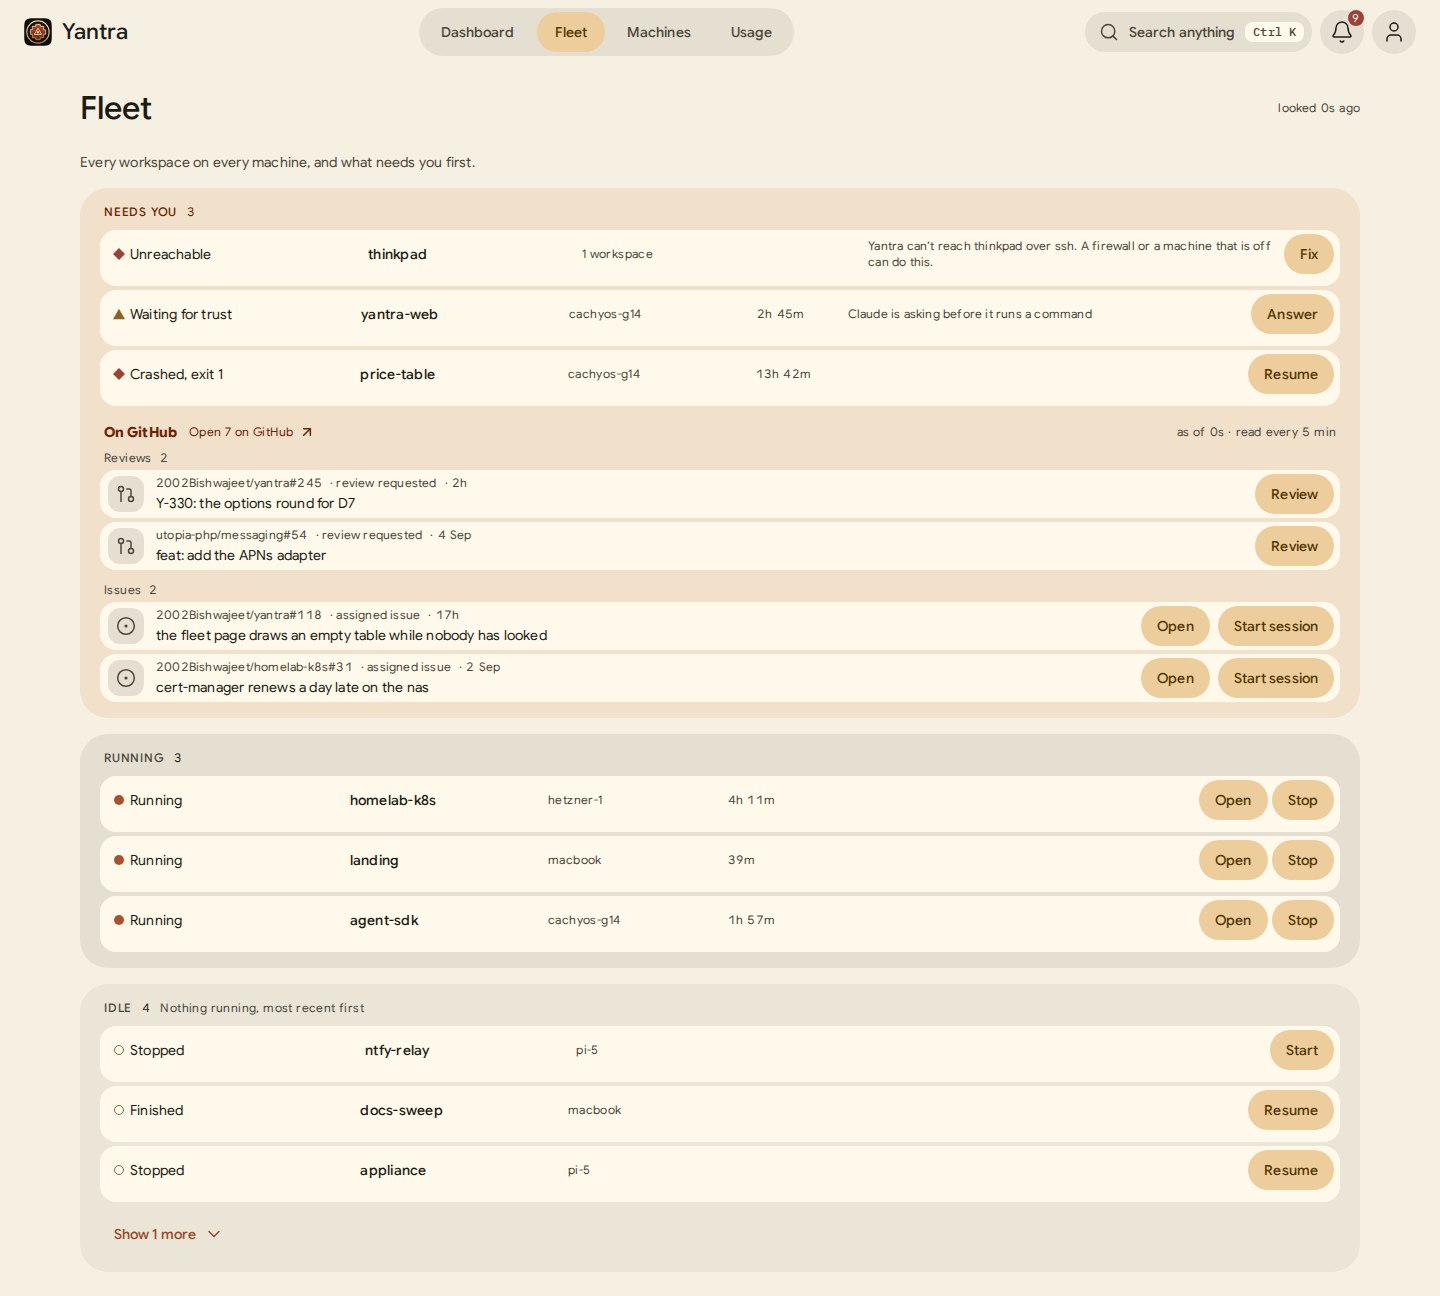 Yantra
Dashboard
Fleet
Machines
Usage
Search anything
Ctrl K
9
Fleet
looked 0s ago
Every workspace on every machine, and what needs you first.
NEEDS YOU 3
Unreachable
thinkpad
1 workspace
Yantra can't reach thinkpad over ssh. A firewall or a machine that is off
can do this.
Fix
Waiting for trust
yantra-web
cachyos-g14
2h 45m
Claude is asking before it runs a command
Answer
Crashed, exit 1
price-table
cachyos-g14
13h 42m
Resume
On GitHub
Open 7 on GitHub
as of 0s · read every 5 min
Reviews 2
2002Bishwajeet/yantra#245 · review requested · 2h
Y-330: the options round for D7
Review
utopia-php/messaging#54 · review requested · 4 Sep
feat: add the APNs adapter
Review
Issues 2
2002Bishwajeet/yantra#118 · assigned issue · 17h
the fleet page draws an empty table while nobody has looked
Open
Start session
2002Bishwajeet/homelab-k8s#31 · assigned issue · 2 Sep
cert-manager renews a day late on the nas
Open
Start session
RUNNING 3
Running
homelab-k8s
hetzner-1
4h 11m
Open
Stop
Running
landing
macbook
39m
Open
Stop
Running
agent-sdk
cachyos-g14
1h 57m
Open
Stop
IDLE 4 Nothing running, most recent first
Stopped
ntfy-relay
pi-5
Start
Finished
docs-sweep
macbook
Resume
Stopped
appliance
pi-5
Resume
Show 1 more